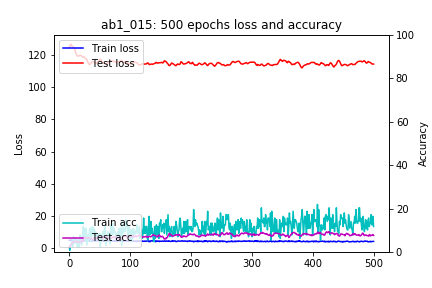 ab1_015: 500 epochs loss and accuracy
Train loss
Test loss
Train acc
Test acc
Loss
Accuracy
120
100
80
60
40
20
0
100
80
60
40
20
0
0
100
200
300
400
500